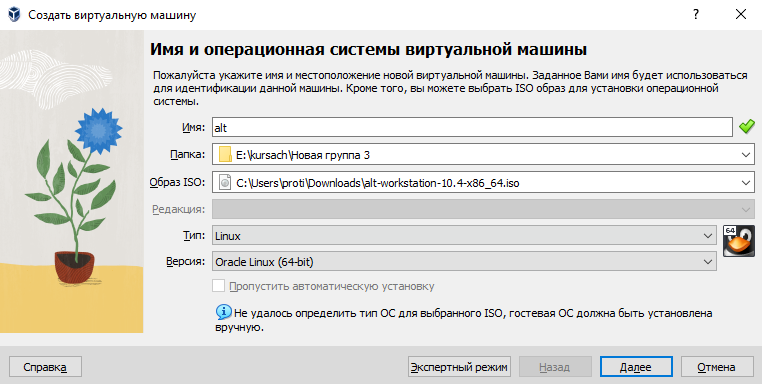 Создать виртуальную машину
? ×
Имя и операционная системы виртуальной машины
Пожалуйста укажите имя и местоположение новой виртуальной машины. Заданное Вами имя будет использоваться
для идентификации данной машины. Кроме того, вы можете выбрать ISO образ для установки операционной
системы.
Имя: alt
Папка: E:\kursach\Новая группа 3
Образ ISO: C:\Users\proti\Downloads\alt-workstation-10.4-x86_64.iso
Редакция:
Тип: Linux
64
Версия: Oracle Linux (64-bit)
Пропустить автоматическую установку
Не удалось определить тип ОС для выбранного ISO, гостевая ОС должна быть установлена
вручную.
Справка Экспертный режим Назад Далее Отмена